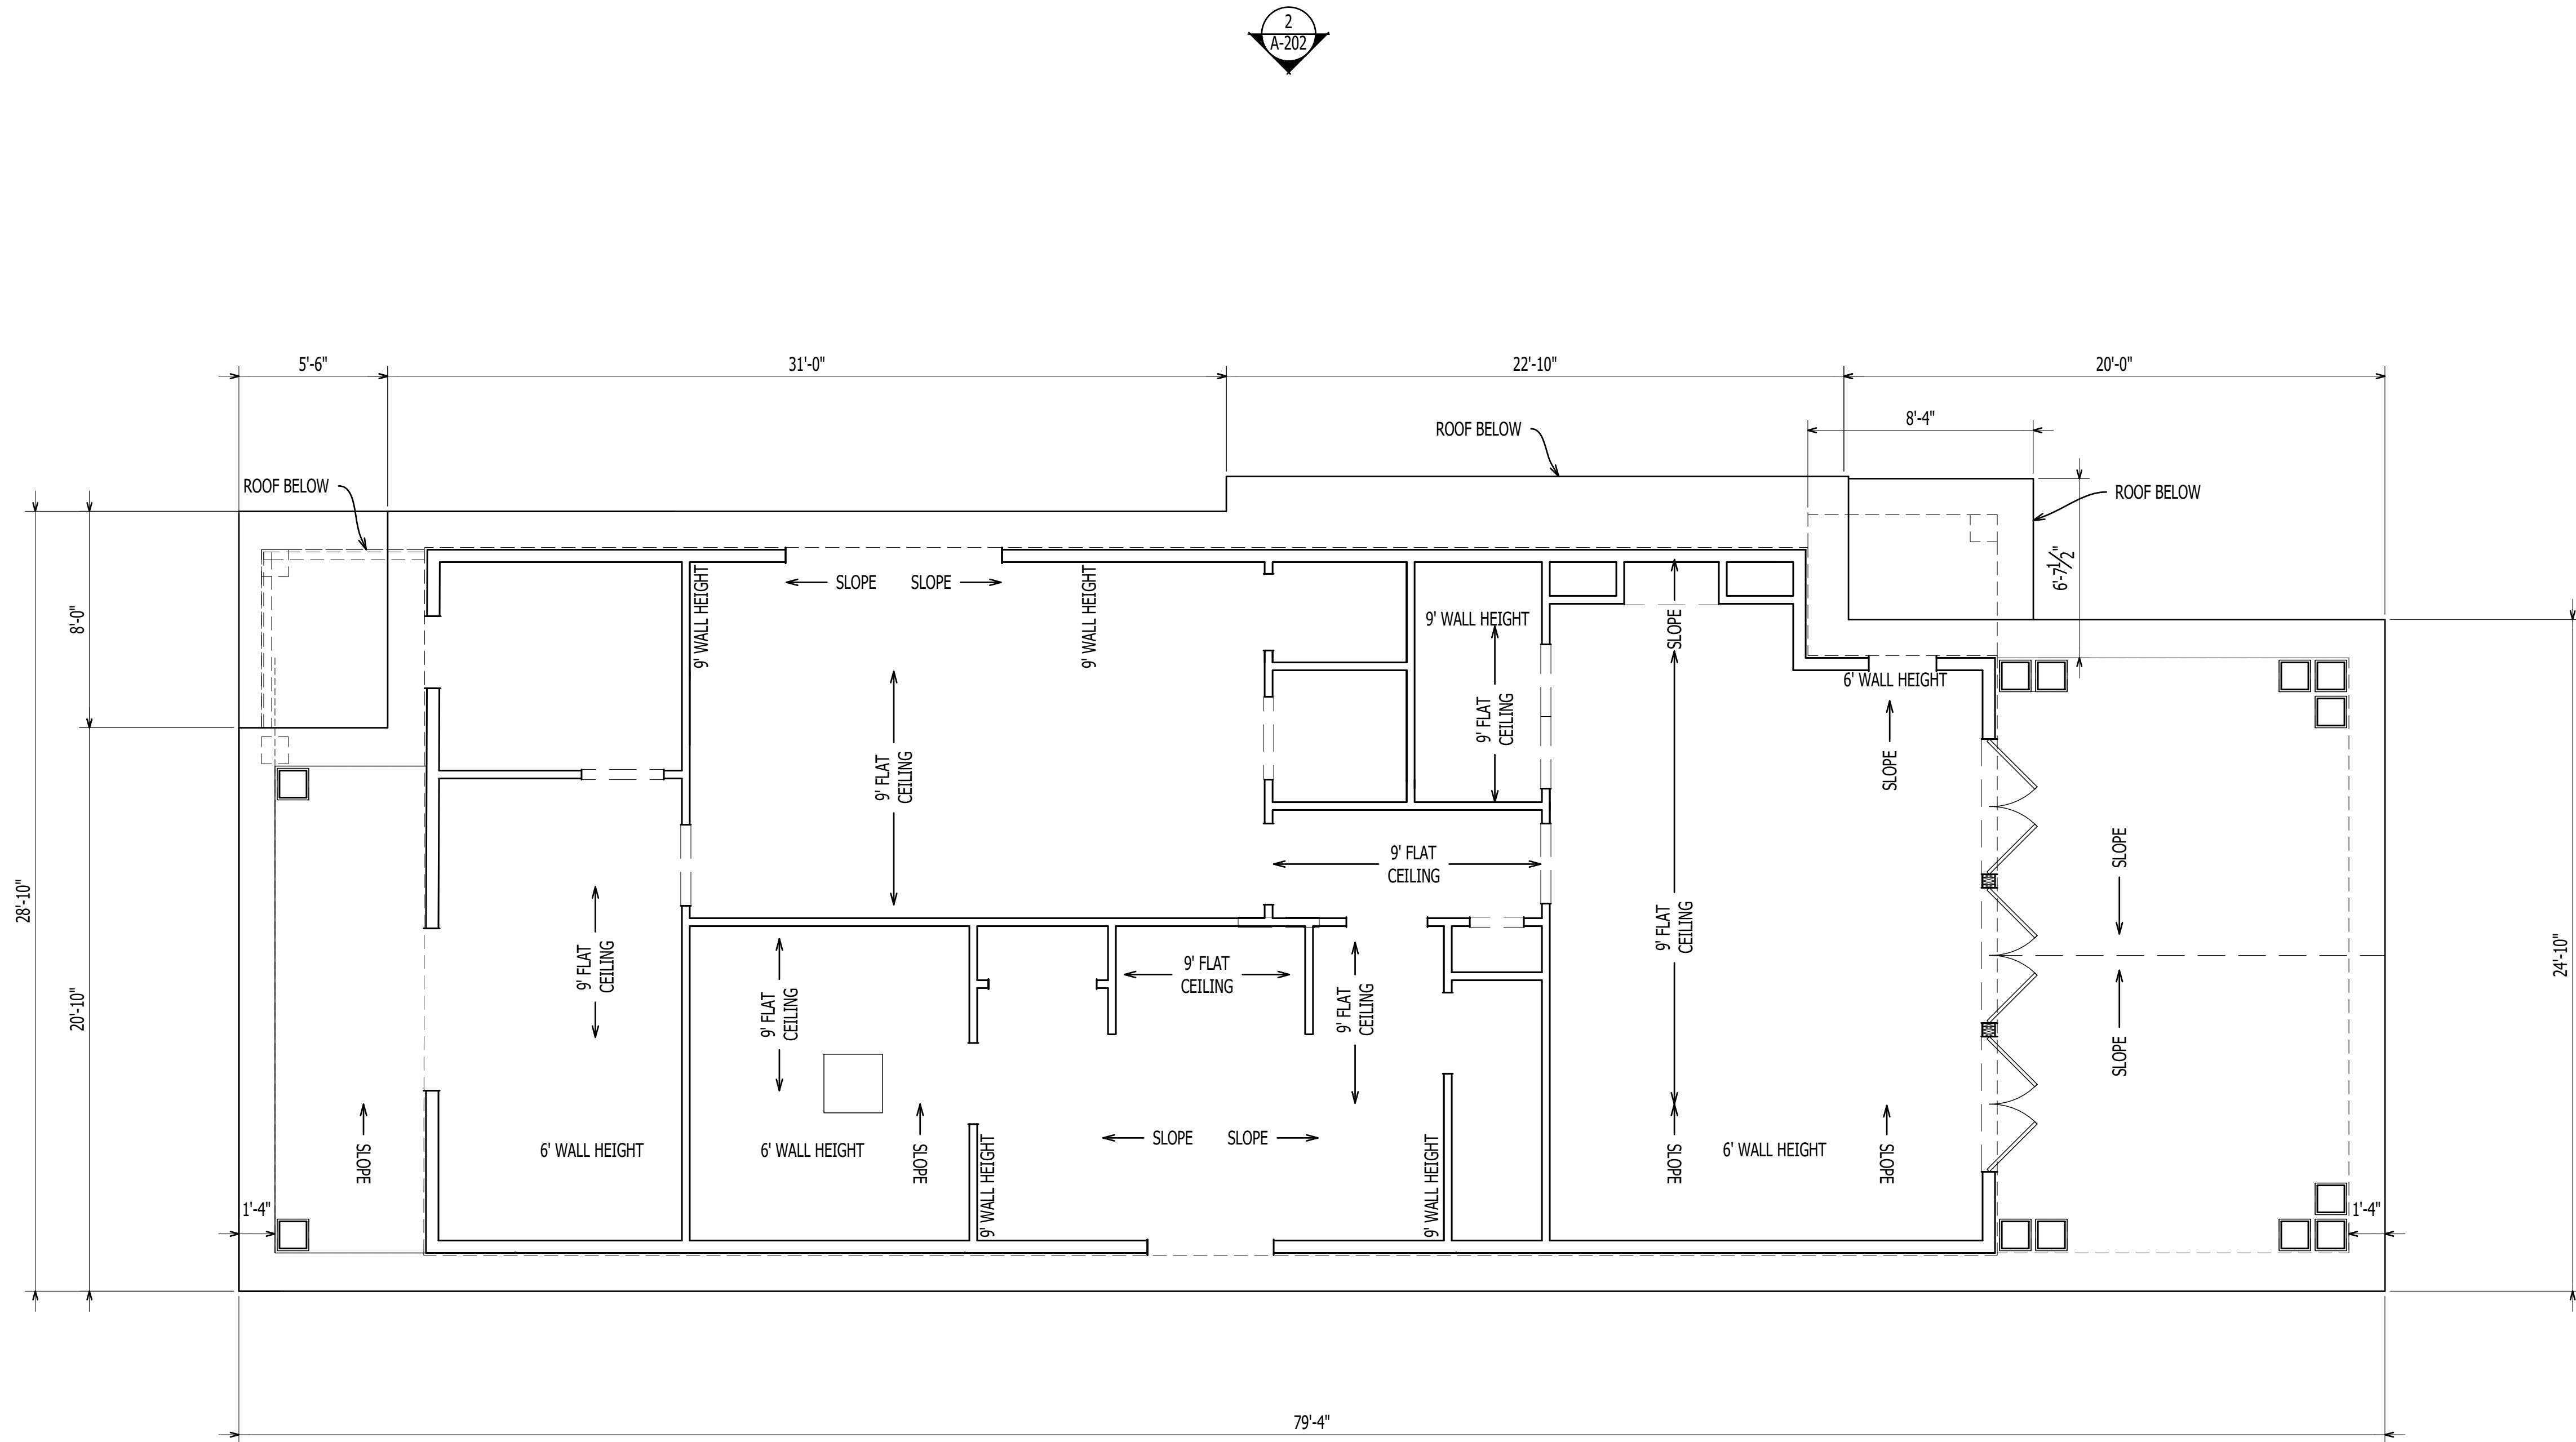 2
A-202
5'-6"
31'-0"
22'-10"
20'-0"
8'-4"
ROOF BELOW
ROOF BELOW
ROOF BELOW
6'-7 1/2"
8'-0"
28'-10"
20'-10"
24'-10"
9' WALL HEIGHT
SLOPE
SLOPE
9' WALL HEIGHT
9' WALL HEIGHT
SLOPE
6' WALL HEIGHT
9' FLAT
CEILING
9' FLAT
CEILING
SLOPE
SLOPE
9' FLAT
CEILING
9' FLAT
CEILING
9' FLAT
CEILING
9' FLAT
CEILING
9' FLAT
CEILING
9' FLAT
CEILING
SLOPE
SLOPE
6' WALL HEIGHT
6' WALL HEIGHT
SLOPE
9' WALL HEIGHT
SLOPE
SLOPE
9' WALL HEIGHT
SLOPE
6' WALL HEIGHT
SLOPE
1'-4"
1'-4"
79'-4"